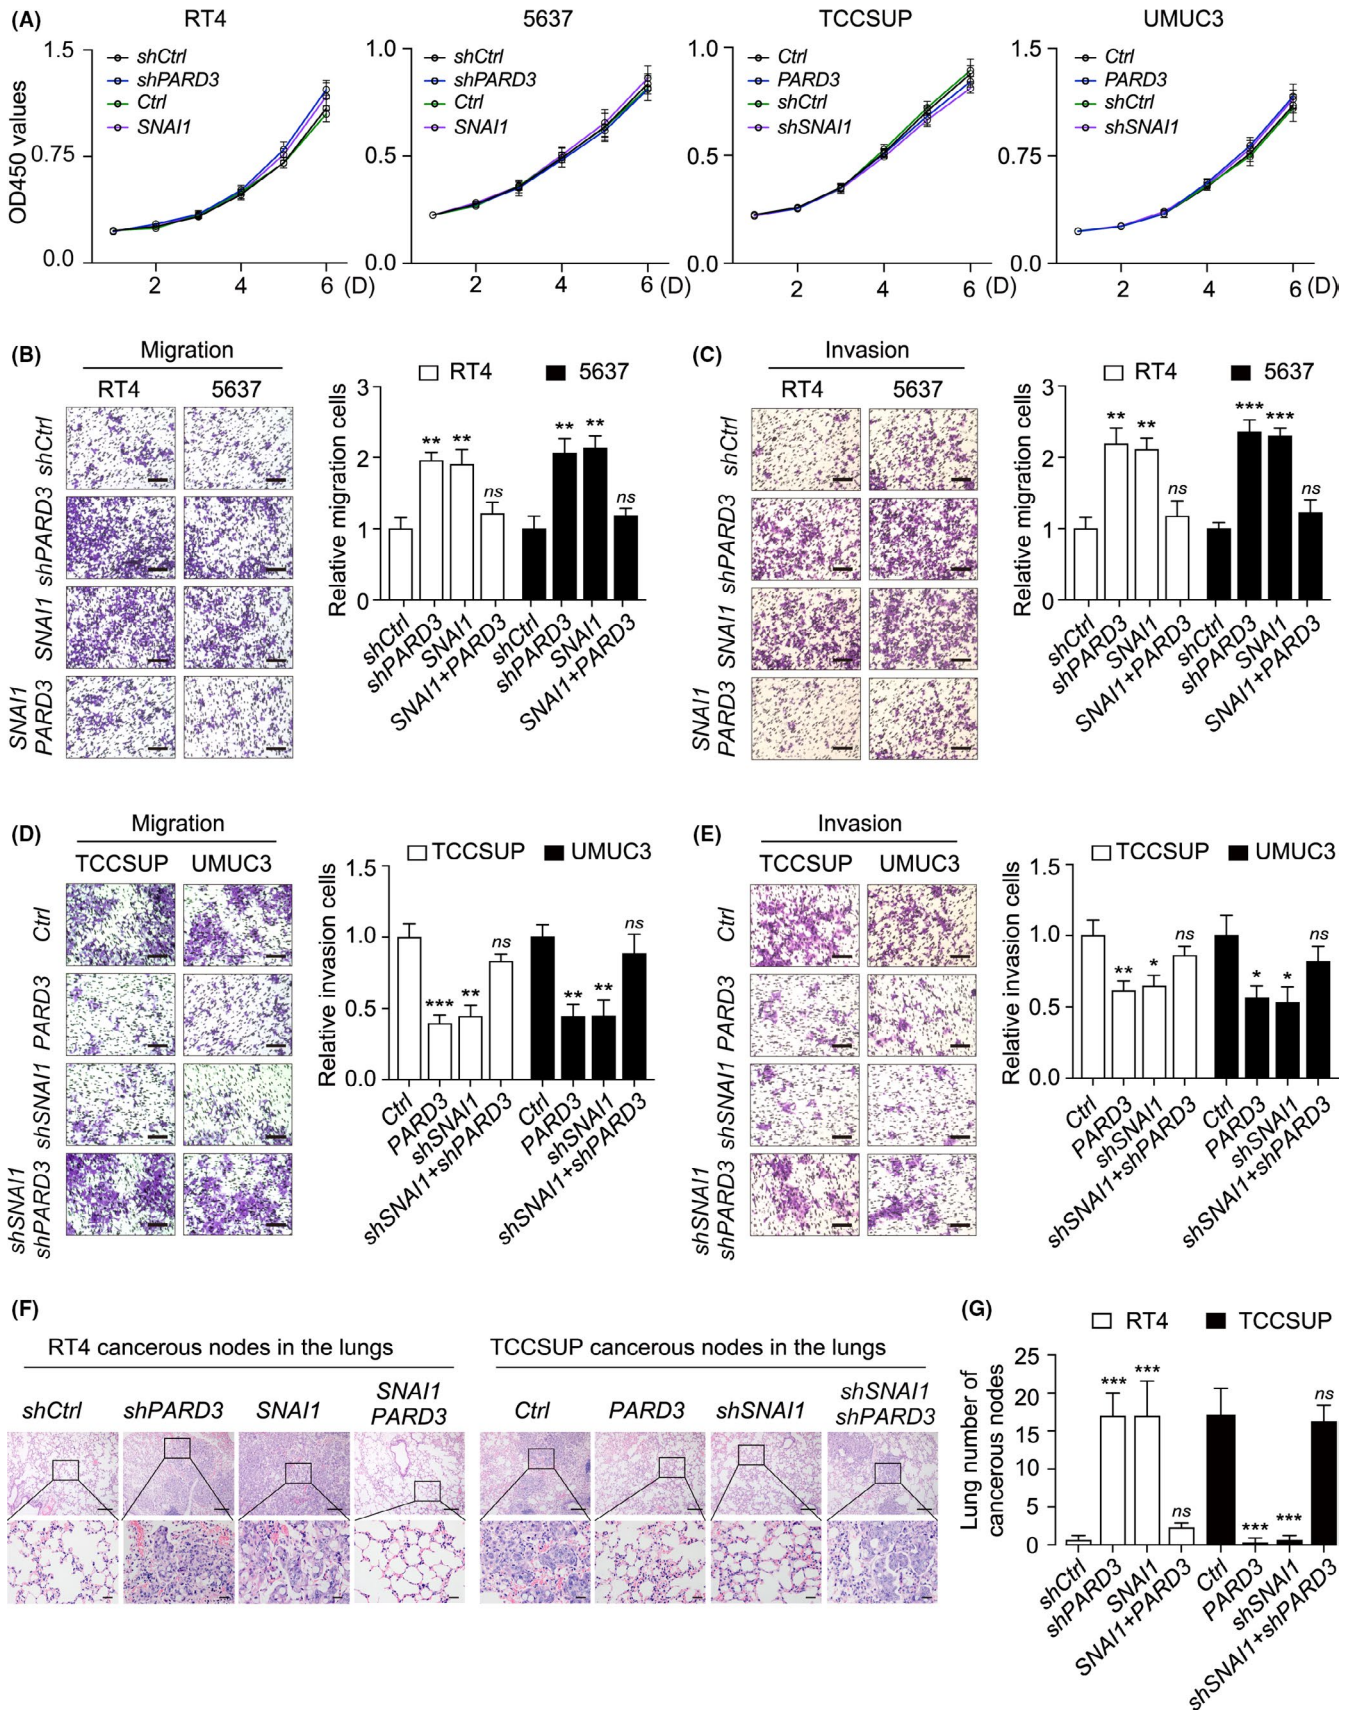 (A)
RT4
5637
TCCSUP
UMUC3
OD450 values
1.5
0.75
0.0
shCtrl
shPARD3
Ctrl
SNAI1
2 4 6 (D)
1.0
0.5
0.0
shCtrl
shPARD3
Ctrl
SNAI1
2 4 6 (D)
1.0
0.5
0.0
Ctrl
PARD3
shCtrl
shSNAI1
2 4 6 (D)
1.5
0.75
0.0
Ctrl
PARD3
shCtrl
shSNAI1
2 4 6 (D)
(B)
Migration
RT4 5637
shCtrl
shPARD3
SNAI1
SNAI1
PARD3
RT4 5637
Relative migration cells
3
2
1
0
** ** ns ** ** ns
shCtrl
shPARD3
SNAI1
SNAI1+PARD3
shCtrl
shPARD3
SNAI1
SNAI1+PARD3
(C)
Invasion
RT4 5637
shCtrl
shPARD3
SNAI1
SNAI1
PARD3
RT4 5637
Relative migration cells
3
2
1
0
** ** ns *** *** ns
shCtrl
shPARD3
SNAI1
SNAI1+PARD3
shCtrl
shPARD3
SNAI1
SNAI1+PARD3
(D)
Migration
TCCSUP UMUC3
Ctrl
PARD3
shSNAI1
shSNAI1
shPARD3
TCCSUP UMUC3
Relative invasion cells
1.5
1.0
0.5
0.0
*** ** ns ** ** ns
Ctrl
PARD3
shSNAI1
shSNAI1+shPARD3
Ctrl
PARD3
shSNAI1
shSNAI1+shPARD3
(E)
Invasion
TCCSUP UMUC3
Ctrl
PARD3
shSNAI1
shSNAI1
shPARD3
TCCSUP UMUC3
Relative invasion cells
1.5
1.0
0.5
0.0
** * ns * * ns
Ctrl
PARD3
shSNAI1
shSNAI1+shPARD3
Ctrl
PARD3
shSNAI1
shSNAI1+shPARD3
(F)
RT4 cancerous nodes in the lungs
shCtrl shPARD3 SNAI1 SNAI1
PARD3
TCCSUP cancerous nodes in the lungs
Ctrl PARD3 shSNAI1 shSNAI1
shPARD3
(G)
RT4 TCCSUP
Lung number of
cancerous nodes
25
20
15
10
5
0
*** *** ns *** *** ns
shCtrl
shPARD3
SNAI1
SNAI1+PARD3
Ctrl
PARD3
shSNAI1
shSNAI1+shPARD3